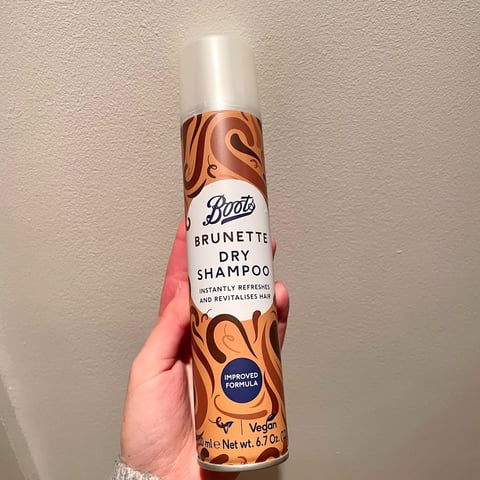 Boots
BRUNETTE
DRY
SHAMPOO
INSTANTLY REFRESHES
AND REVITALISES HAIR
IMPROVED
FORMULA
Vegan
ml e Net wt. 6.7 Oz.